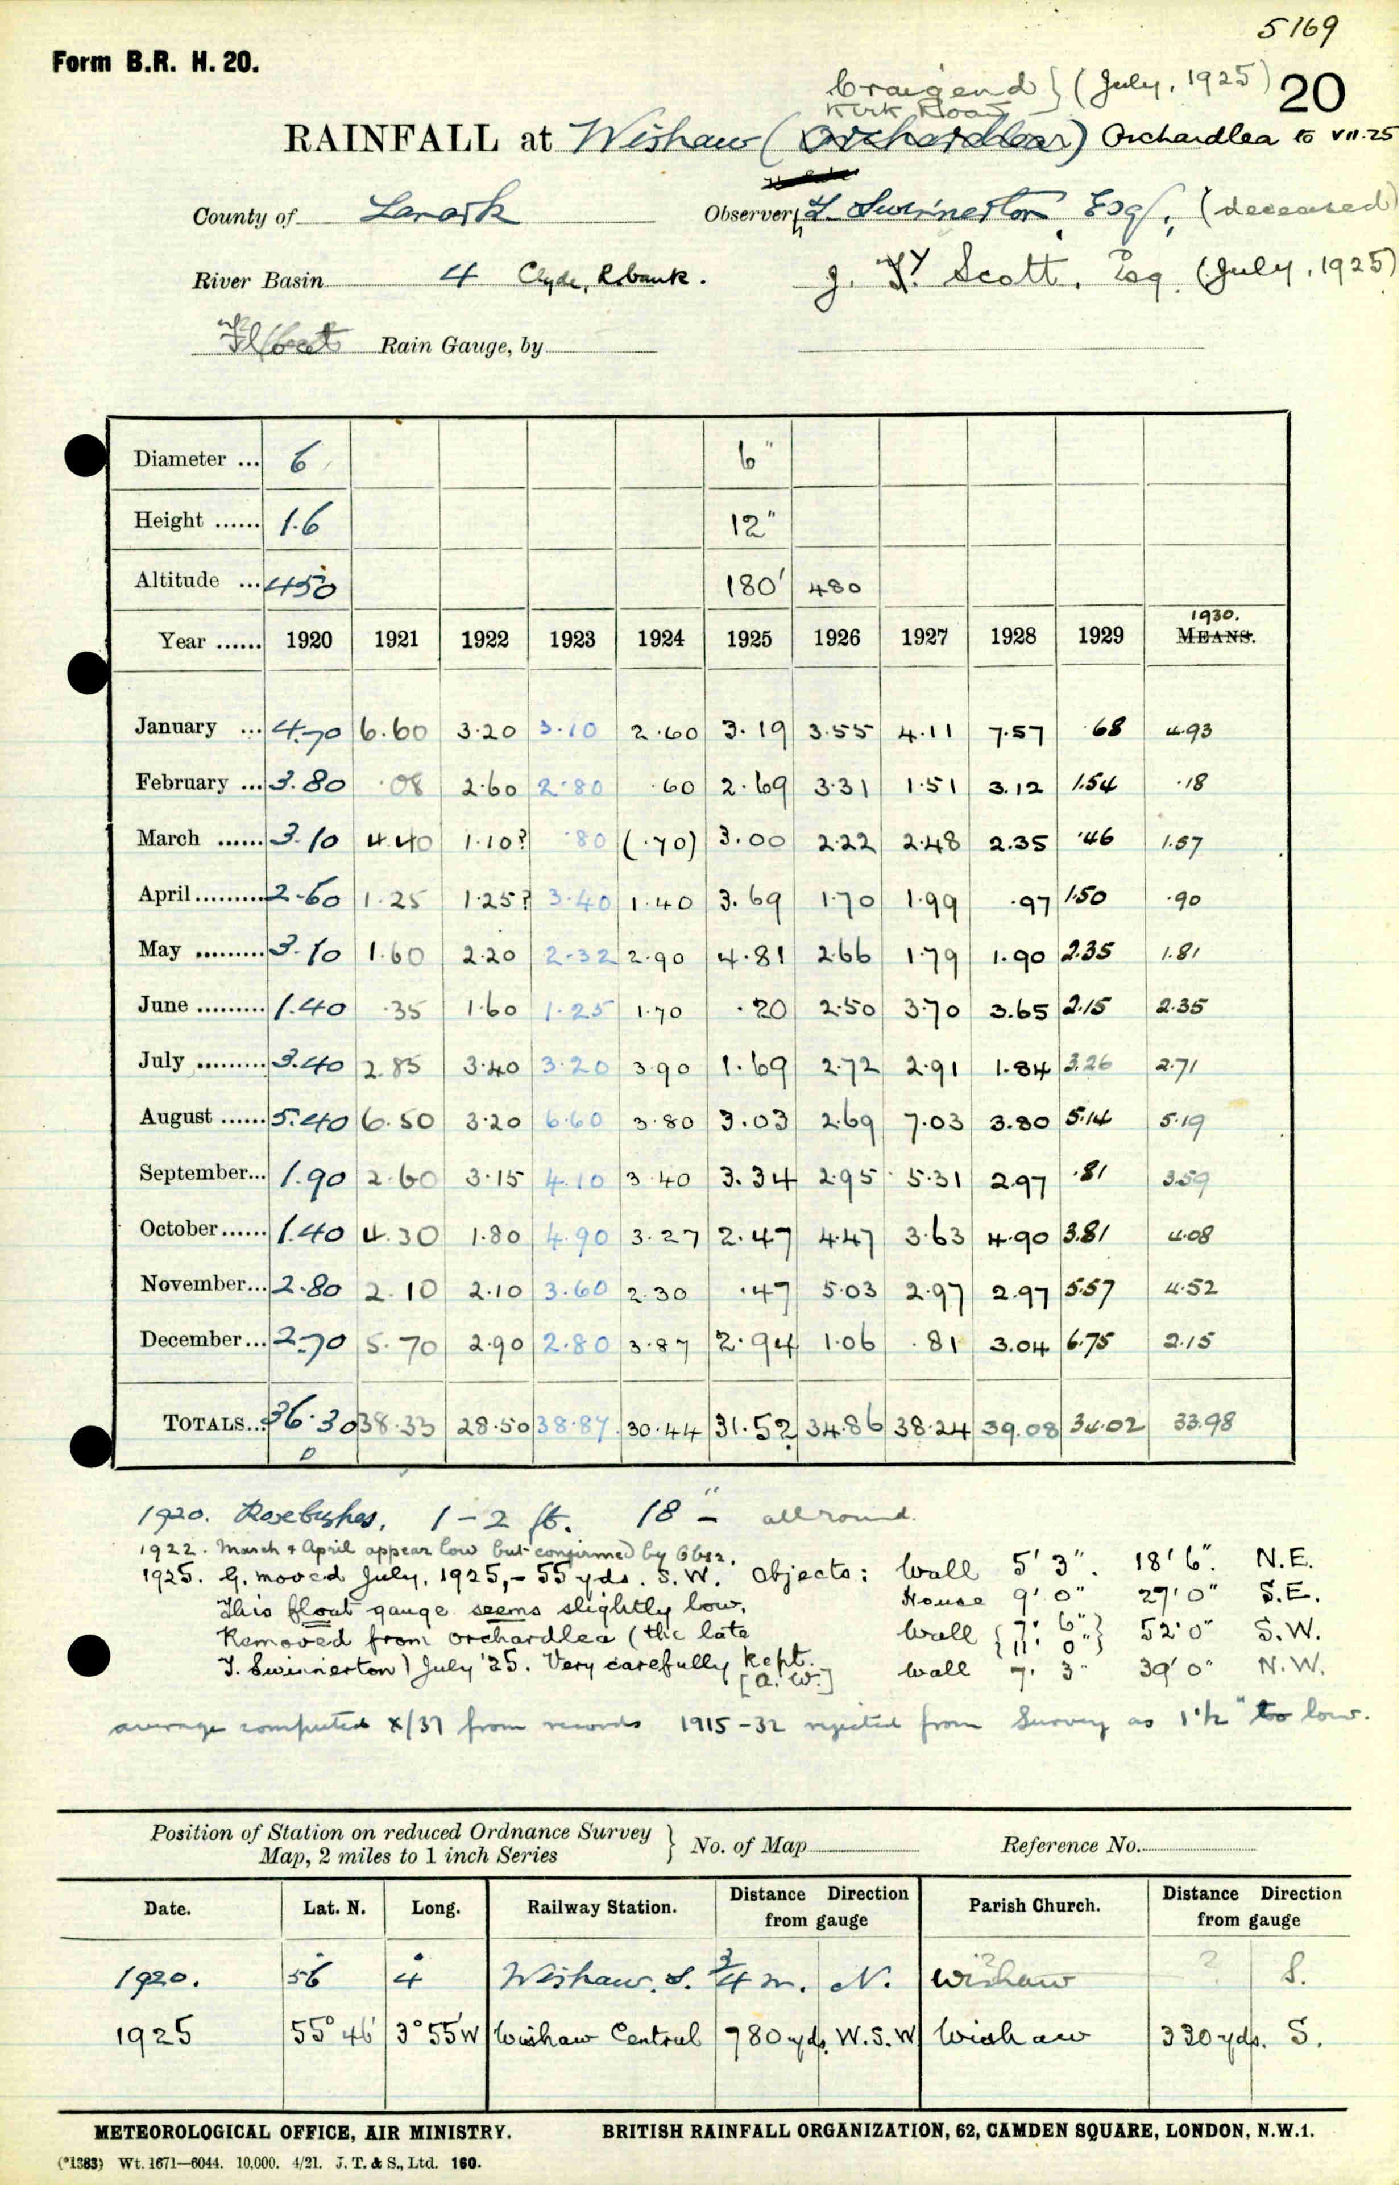 5169
Form B.R. H. 20.
Craigend } (July, 1925) 20
Kirk Road
RAINFALL at Wishaw (Orchardlea) Orchardlea to VII.25
County of Lanark Observer, T. Swinnerton, Esq., (deceased)
River Basin 4 Clyde, R. bank. J. Y. Scott, Esq. (July, 1925)
Float Rain Gauge, by
Diameter ... 6 6"
Height ...... 1.6 12"
Altitude ... 450 180' 480
Year ...... 1920 1921 1922 1923 1924 1925 1926 1927 1928 1929 1930. MEANS.
January ... 4.70 6.60 3.20 3.10 2.60 3.19 3.55 4.11 7.57 .68 4.93
February ... 3.80 .08 2.60 2.80 .60 2.69 3.31 1.51 3.12 1.54 .18
March ...... 3.10 4.40 1.10? .80 (.70) 3.00 2.22 2.48 2.35 .46 1.57
April ......... 2.60 1.25 1.25? 3.40 1.40 3.69 1.70 1.99 .97 1.50 .90
May ......... 3.10 1.60 2.20 2.32 2.90 4.81 2.66 1.79 1.90 2.35 1.81
June ......... 1.40 .35 1.60 1.25 1.70 .20 2.50 3.70 3.65 2.15 2.35
July ......... 3.40 2.85 3.40 3.20 3.90 1.69 2.72 2.91 1.84 3.26 2.71
August ...... 5.40 6.50 3.20 6.60 3.80 3.03 2.69 7.03 3.80 5.14 5.19
September... 1.90 2.60 3.15 4.10 3.40 3.34 2.95 5.31 2.97 .81 3.59
October...... 1.40 4.30 1.80 4.90 3.27 2.47 4.47 3.63 4.90 3.81 4.08
November... 2.80 2.10 2.10 3.60 2.30 .47 5.03 2.97 2.97 5.57 4.52
December... 2.70 5.70 2.90 2.80 3.87 2.94 1.06 .81 3.04 6.75 2.15
TOTALS... 36.30 38.33 28.50 38.87 30.44 31.52 34.86 38.24 39.08 34.02 33.98
1920. Rosebushes, 1 - 2 ft. 18" - all round.
1922. March & April appear low but confirmed by Obsr.
1925. G. moved July, 1925, - 55 yds. S.W. Objects: Wall 5' 3". 18' 6". N.E.
This float gauge seems slightly low. House 9' 0" 27' 0" S.E.
Removed from Orchardlea (the late Wall {7' 6" 11' 0"} 52' 0" S.W.
T. Swinnerton) July '25. Very carefully kept. Wall 7' 3" 39' 0" N.W.
[A. W.]
average computed X/37 from records 1915-32 rejected from Survey as 1½" too low.
Position of Station on reduced Ordnance Survey Map, 2 miles to 1 inch Series } No. of Map Reference No.
Date. Lat. N. Long. Railway Station. Distance Direction from gauge Parish Church. Distance Direction from gauge
1920. 56° 4° Wishaw. S. 3/4 m. N. Wishaw ? ? S.
1925 55° 46' 3° 55'W Wishaw Central 980 yds. W.S.W Wishaw 330 yds. S.
METEOROLOGICAL OFFICE, AIR MINISTRY. BRITISH RAINFALL ORGANIZATION, 62, CAMDEN SQUARE, LONDON, N.W.1.
(*1383) Wt. 1671—6044. 10,000. 4/21. J. T. & S., Ltd. 160.